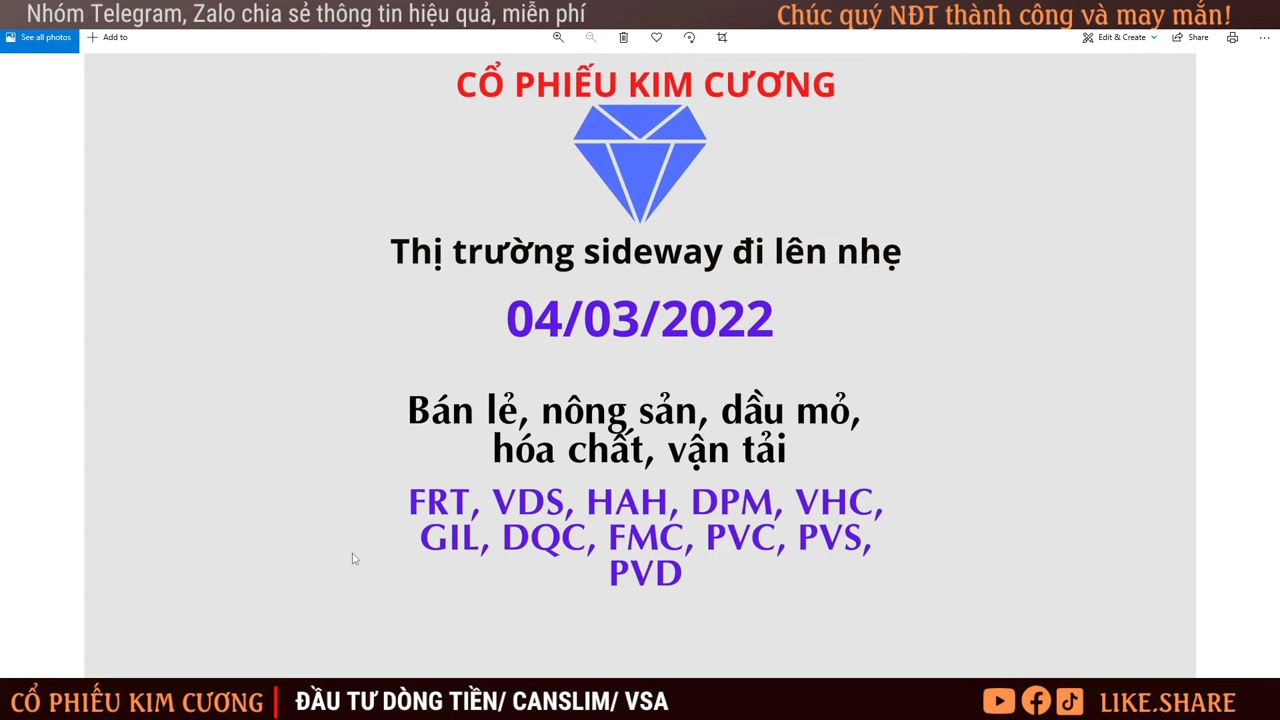 Nhóm Telegram, Zalo chia sẻ thông tin hiệu quả, miễn phí
Chúc quý NĐT thành công và may mắn!
See all photos
Add to
Edit & Create
Share
CỔ PHIẾU KIM CƯƠNG
Thị trường sideway đi lên nhẹ
04/03/2022
Bán lẻ, nông sản, dầu mỏ,
hóa chất, vận tải
FRT, VDS, HAH, DPM, VHC,
GIL, DQC, FMC, PVC, PVS,
PVD
CỔ PHIẾU KIM CƯƠNG
ĐẦU TƯ DÒNG TIỀN/ CANSLIM/ VSA
LIKE.SHARE